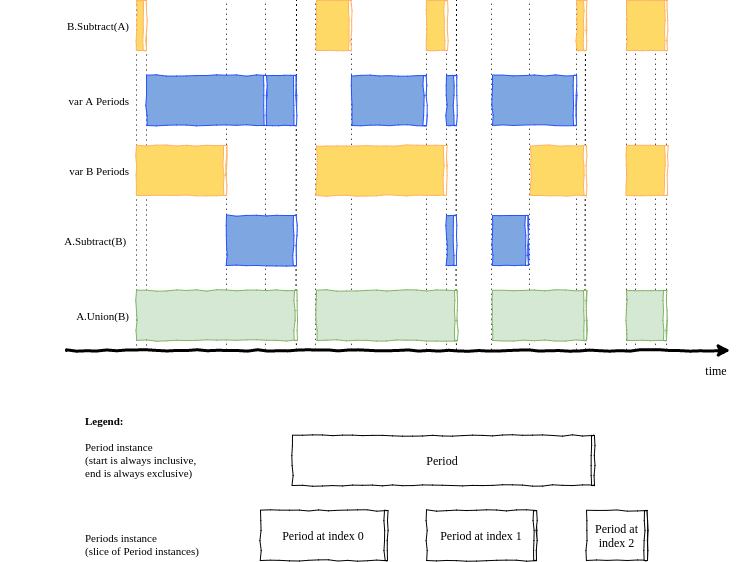 B.Subtract(A)
var A Periods
var B Periods
A.Subtract(B)
A.Union(B)
time
Legend:
Period instance
(start is always inclusive,
end is always exclusive)
Period
Periods instance
(slice of Period instances)
Period at index 0
Period at index 1
Period at
index 2